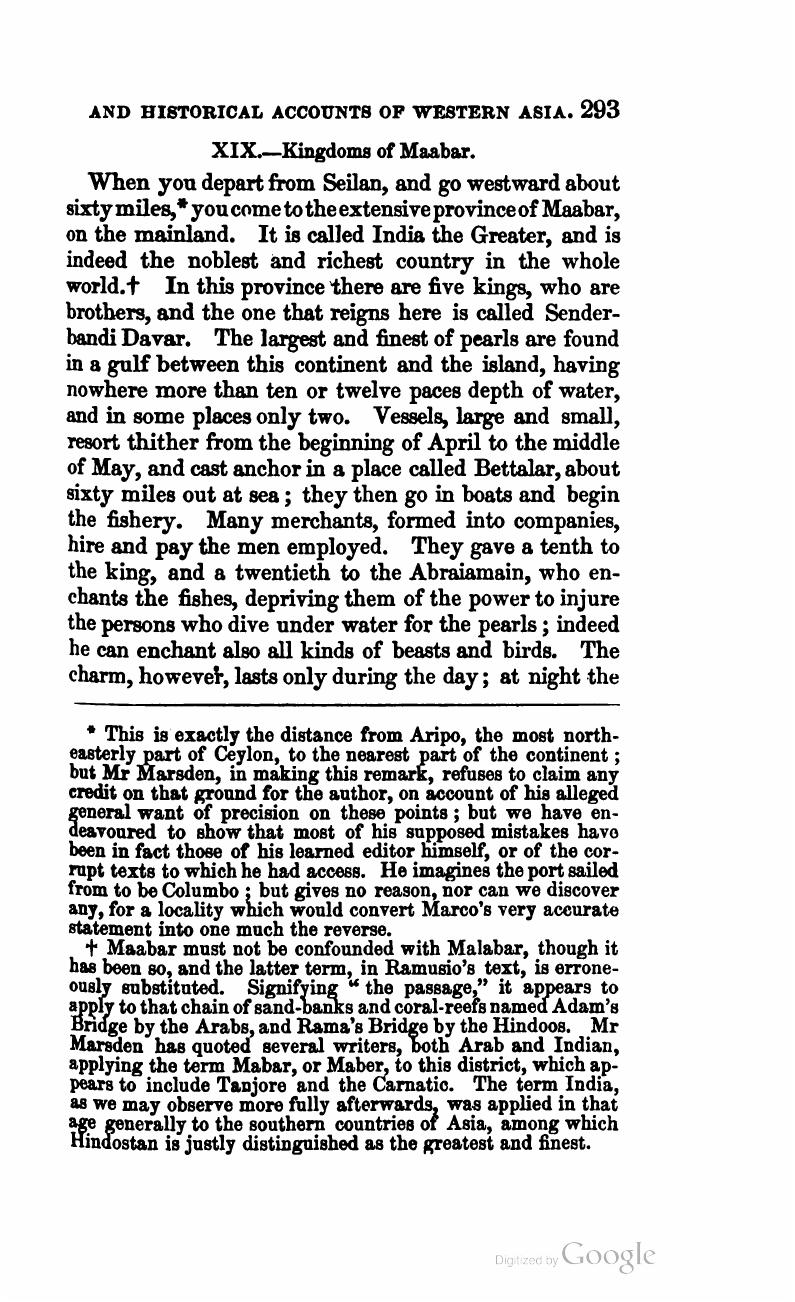 AND HISTORICAL ACCOUNTS OF WESTERN ASIA. 293
XIX.—Kingdoms of Maabar.
When you depart from Seilan, and go westward about
sixty miles,* you come to the extensive province of Maabar,
on the mainland. It is called India the Greater, and is
indeed the noblest and richest country in the whole
world.† In this province there are five kings, who are
brothers, and the one that reigns here is called Sender-
bandi Davar. The largest and finest of pearls are found
in a gulf between this continent and the island, having
nowhere more than ten or twelve paces depth of water,
and in some places only two. Vessels, large and small,
resort thither from the beginning of April to the middle
of May, and cast anchor in a place called Bettalar, about
sixty miles out at sea; they then go in boats and begin
the fishery. Many merchants, formed into companies,
hire and pay the men employed. They gave a tenth to
the king, and a twentieth to the Abraiamain, who en-
chants the fishes, depriving them of the power to injure
the persons who dive under water for the pearls; indeed
he can enchant also all kinds of beasts and birds. The
charm, however, lasts only during the day; at night the
* This is exactly the distance from Aripo, the most north-
easterly part of Ceylon, to the nearest part of the continent;
but Mr Marsden, in making this remark, refuses to claim any
credit on that ground for the author, on account of his alleged
general want of precision on these points; but we have en-
deavoured to show that most of his supposed mistakes have
been in fact those of his learned editor himself, or of the cor-
rupt texts to which he had access. He imagines the port sailed
from to be Columbo; but gives no reason, nor can we discover
any, for a locality which would convert Marco's very accurate
statement into one much the reverse.
† Maabar must not be confounded with Malabar, though it
has been so, and the latter term, in Ramusio's text, is errone-
ously substituted. Signifying "the passage," it appears to
apply to that chain of sand-banks and coral-reefs named Adam's
Bridge by the Arabs, and Rama's Bridge by the Hindoos. Mr
Marsden has quoted several writers, both Arab and Indian,
applying the term Mabar, or Maber, to this district, which ap-
pears to include Tanjore and the Carnatic. The term India,
as we may observe more fully afterwards, was applied in that
age generally to the southern countries of Asia, among which
Hindostan is justly distinguished as the greatest and finest.
Digitized by Google